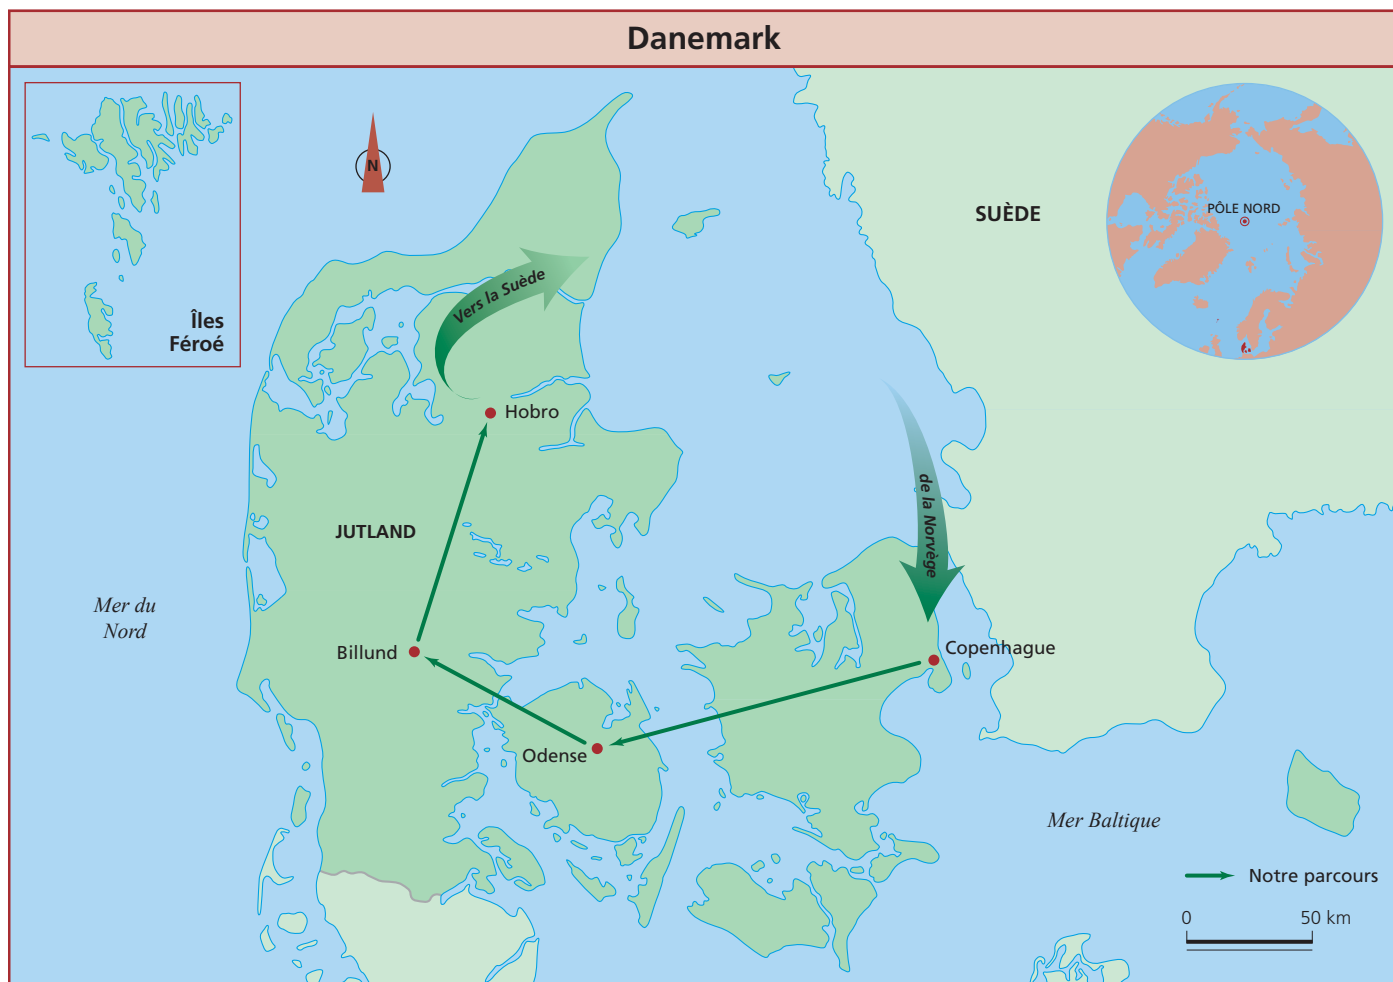 Danemark
Îles
Féroé
N
SUÈDE
PÔLE NORD
Vers la Suède
Hobro
de la Norvège
JUTLAND
Mer du
Nord
Billund
Copenhague
Odense
Mer Baltique
Notre parcours
0 50 km